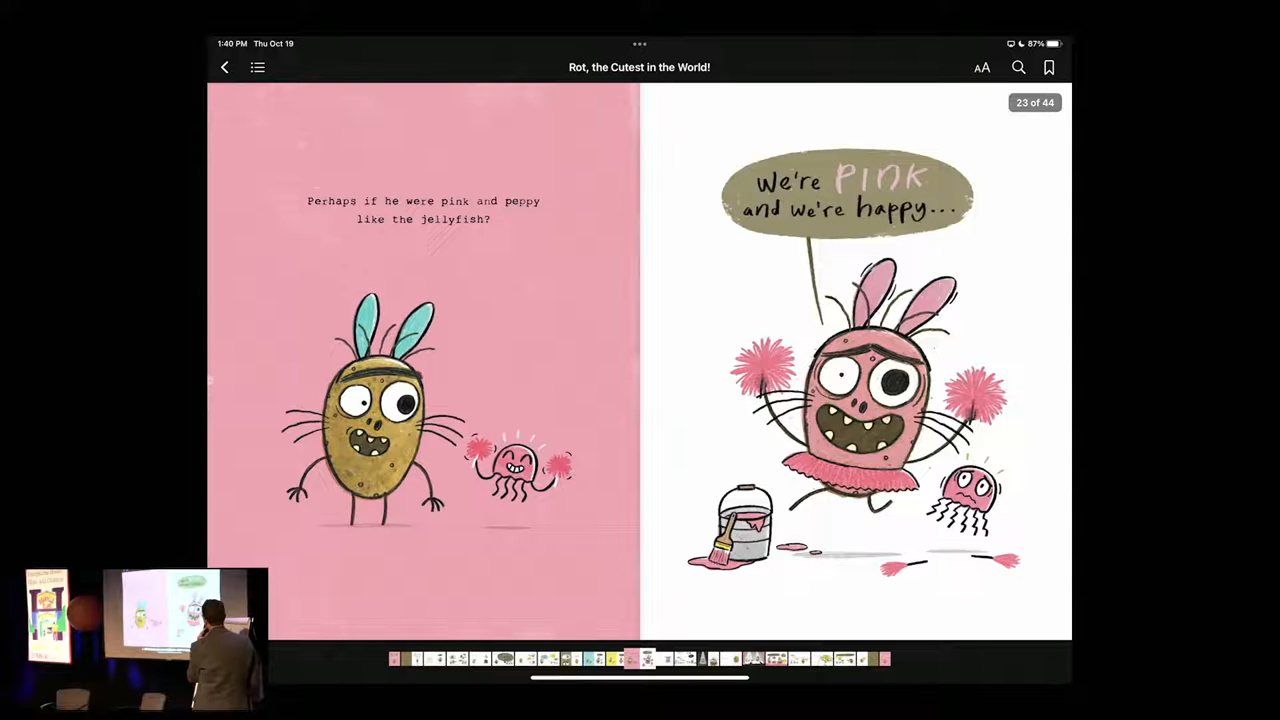 1:40 PM Thu Oct 19
87%
Rot, the Cutest in the World!
AA
23 of 44
Perhaps if he were pink and peppy
like the jellyfish?
We're PINK
and we're happy...